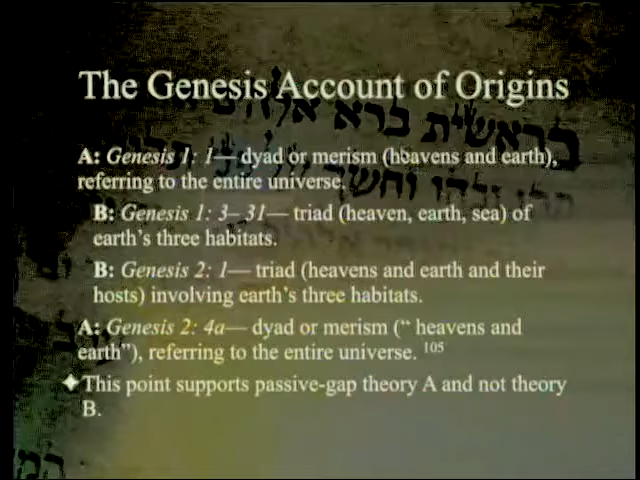 The Genesis Account of Origins
בראשית ברא אלהים
A: Genesis 1: 1— dyad or merism (heavens and earth),
referring to the entire universe.
B: Genesis 1: 3–31— triad (heaven, earth, sea) of
earth's three habitats.
B: Genesis 2: 1— triad (heavens and earth and their
hosts) involving earth's three habitats.
A: Genesis 2: 4a— dyad or merism (“ heavens and
earth”), referring to the entire universe. 105
This point supports passive-gap theory A and not theory
B.